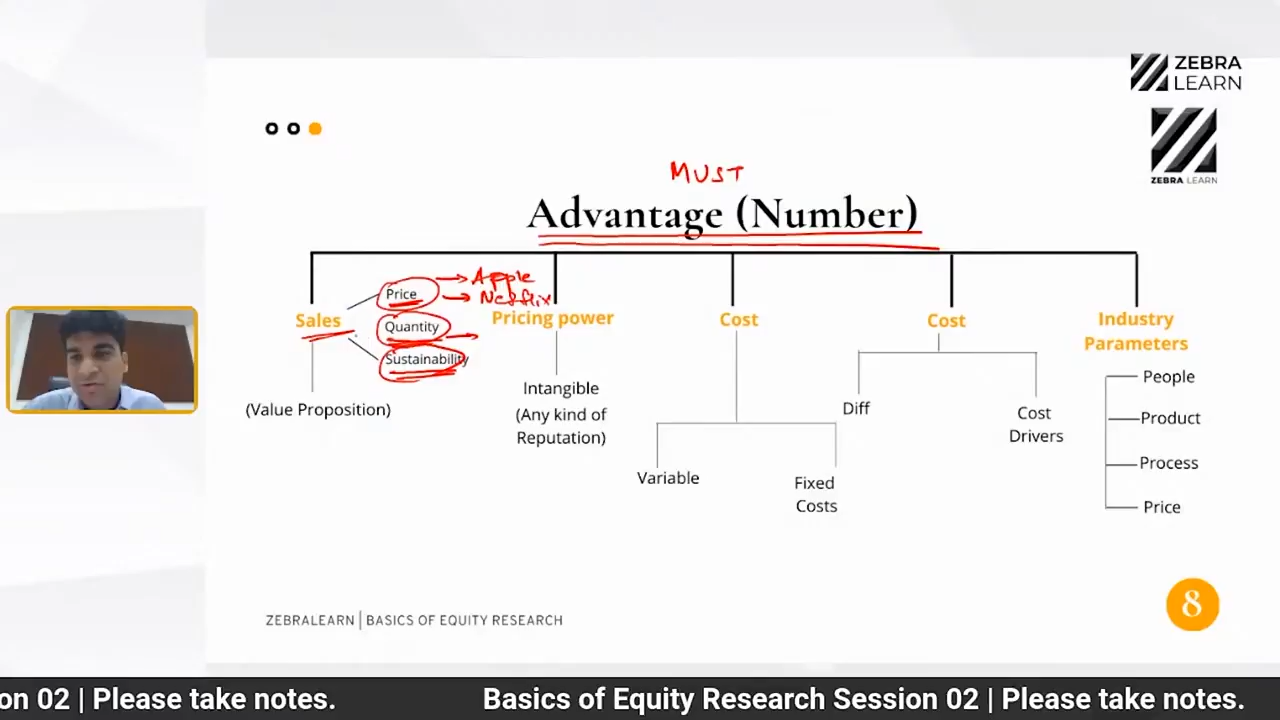 ZEBRA
LEARN
ZEBRA LEARN
MUST
Advantage (Number)
Sales
Price
Apple
Netflix
Quantity
Sustainability
(Value Proposition)
Pricing power
Intangible
(Any kind of
Reputation)
Cost
Variable
Fixed
Costs
Cost
Diff
Cost
Drivers
Industry
Parameters
People
Product
Process
Price
8
ZEBRALEARN | BASICS OF EQUITY RESEARCH
on 02 | Please take notes.
Basics of Equity Research Session 02 | Please take notes.